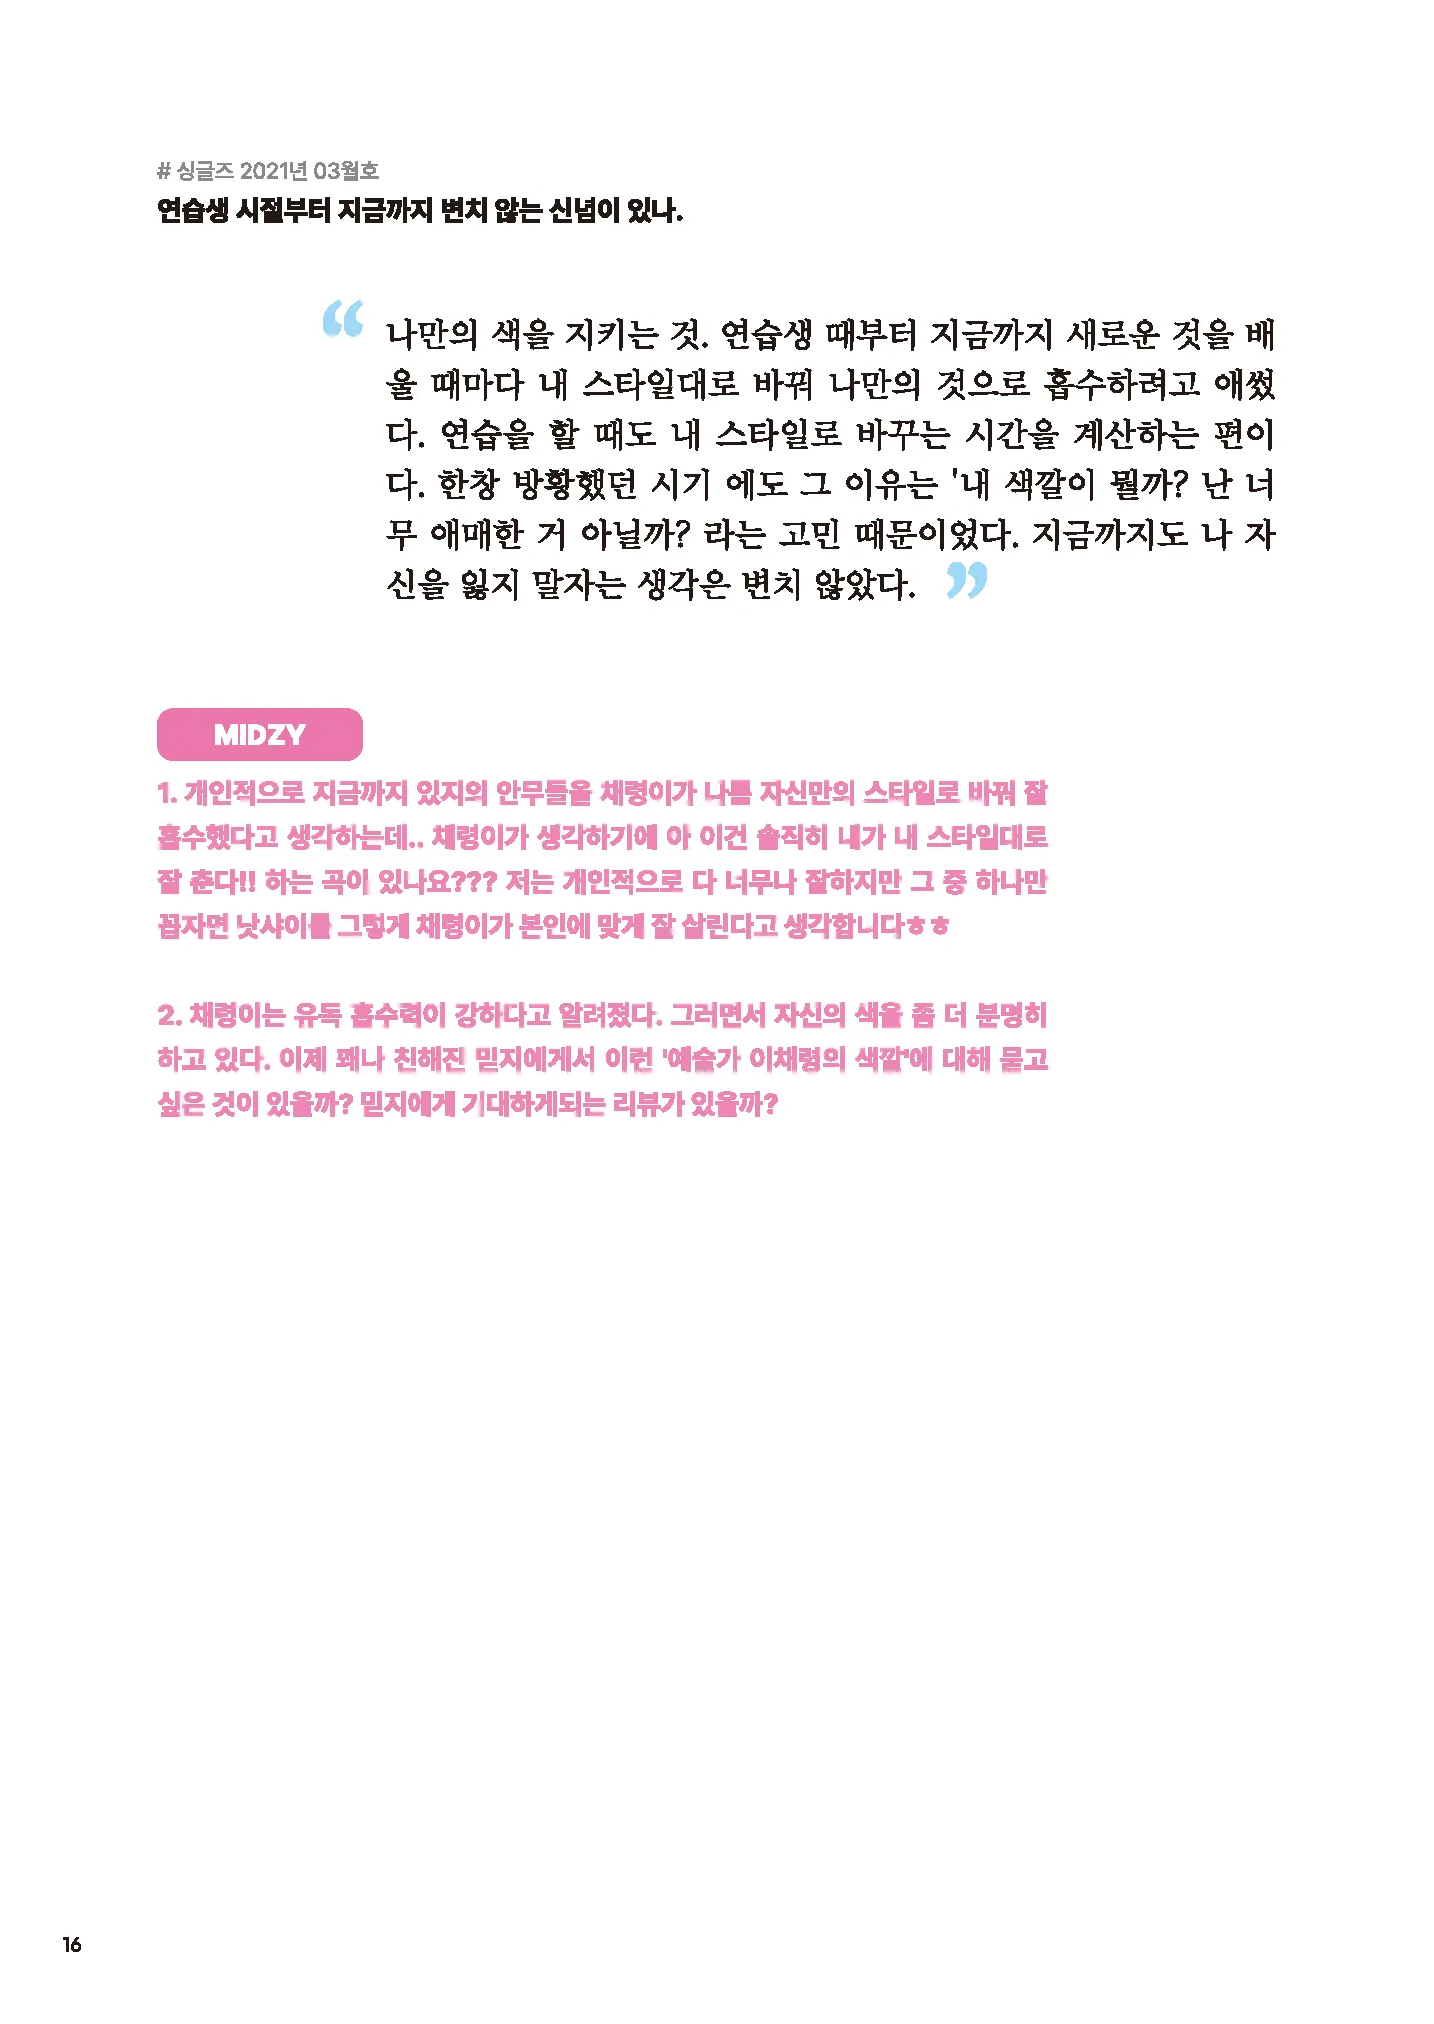 # 싱글즈 2021년 03월호
연습생 시절부터 지금까지 변치 않는 신념이 있나.
“ 나만의 색을 지키는 것. 연습생 때부터 지금까지 새로운 것을 배
울 때마다 내 스타일대로 바꿔 나만의 것으로 흡수하려고 애썼
다. 연습을 할 때도 내 스타일로 바꾸는 시간을 계산하는 편이
다. 한창 방황했던 시기 에도 그 이유는 '내 색깔이 뭘까? 난 너
무 애매한 거 아닐까? 라는 고민 때문이었다. 지금까지도 나 자
신을 잃지 말자는 생각은 변치 않았다. ”
MIDZY
1. 개인적으로 지금까지 있지의 안무들을 채령이가 나름 자신만의 스타일로 바꿔 잘
흡수했다고 생각하는데.. 채령이가 생각하기에 아 이건 솔직히 내가 내 스타일대로
잘 춘다!! 하는 곡이 있나요??? 저는 개인적으로 다 너무나 잘하지만 그 중 하나만
꼽자면 낫샤이를 그렇게 채령이가 본인에 맞게 잘 살린다고 생각합니다ㅎㅎ
2. 채령이는 유독 흡수력이 강하다고 알려졌다. 그러면서 자신의 색을 좀 더 분명히
하고 있다. 이제 꽤나 친해진 믿지에게서 이런 '예술가 이채령의 색깔'에 대해 묻고
싶은 것이 있을까? 믿지에게 기대하게되는 리뷰가 있을까?
16